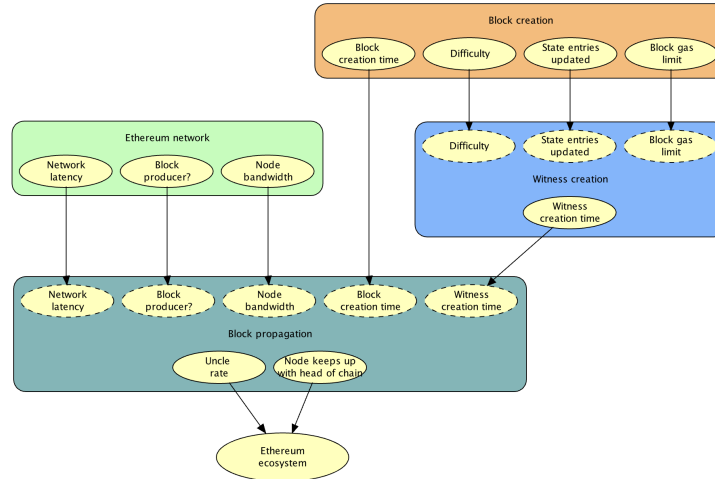 Block creation
Block
creation time
Difficulty
State entries
updated
Block gas
limit
Ethereum network
Network
latency
Block
producer?
Node
bandwidth
Difficulty
State entries
updated
Block gas
limit
Witness creation
Witness
creation time
Network
latency
Block
producer?
Node
bandwidth
Block
creation time
Witness
creation time
Block propagation
Uncle
rate
Node keeps up
with head of chain
Ethereum
ecosystem